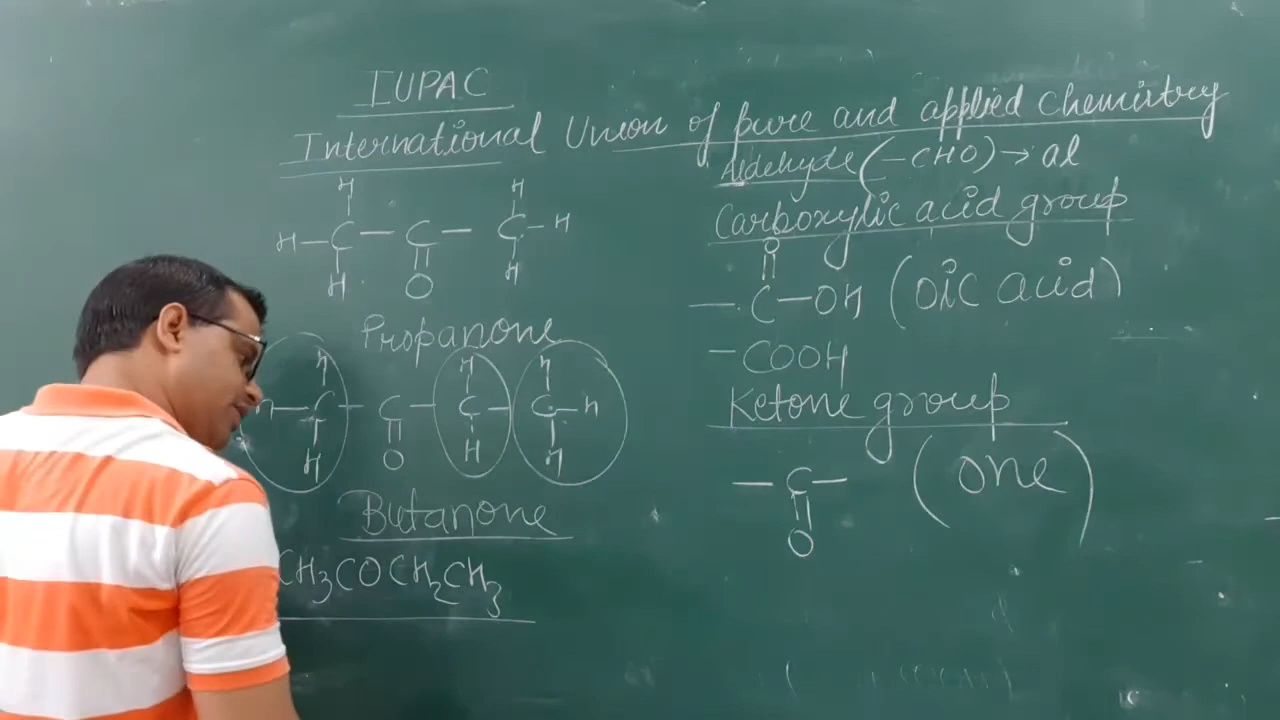 IUPAC
International Union of pure and applied Chemistry
Aldehyde (-CHO) → al
Carboxylic acid group
O
— C — OH (oic acid)
-COOH
Ketone group
— C — (one)
O
H H
H — C — C — C — H
H O H
Propanone
H H H
H — C — C — C — C — H
H O H H
Butanone
CH3COCH2CH3